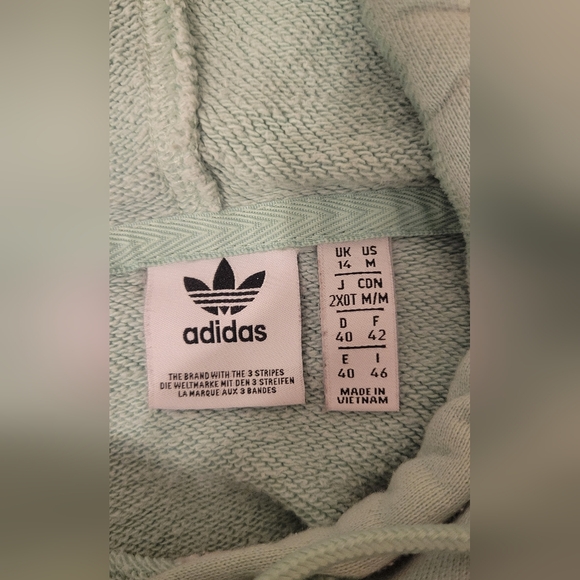 adidas
THE BRAND WITH THE 3 STRIPES
DIE WELTMARKE MIT DEN 3 STREIFEN
LA MARQUE AUX 3 BANDES
UK US
14 M
J CDN
2XOT M/M
D F
40 42
E I
40 46
MADE IN
VIETNAM